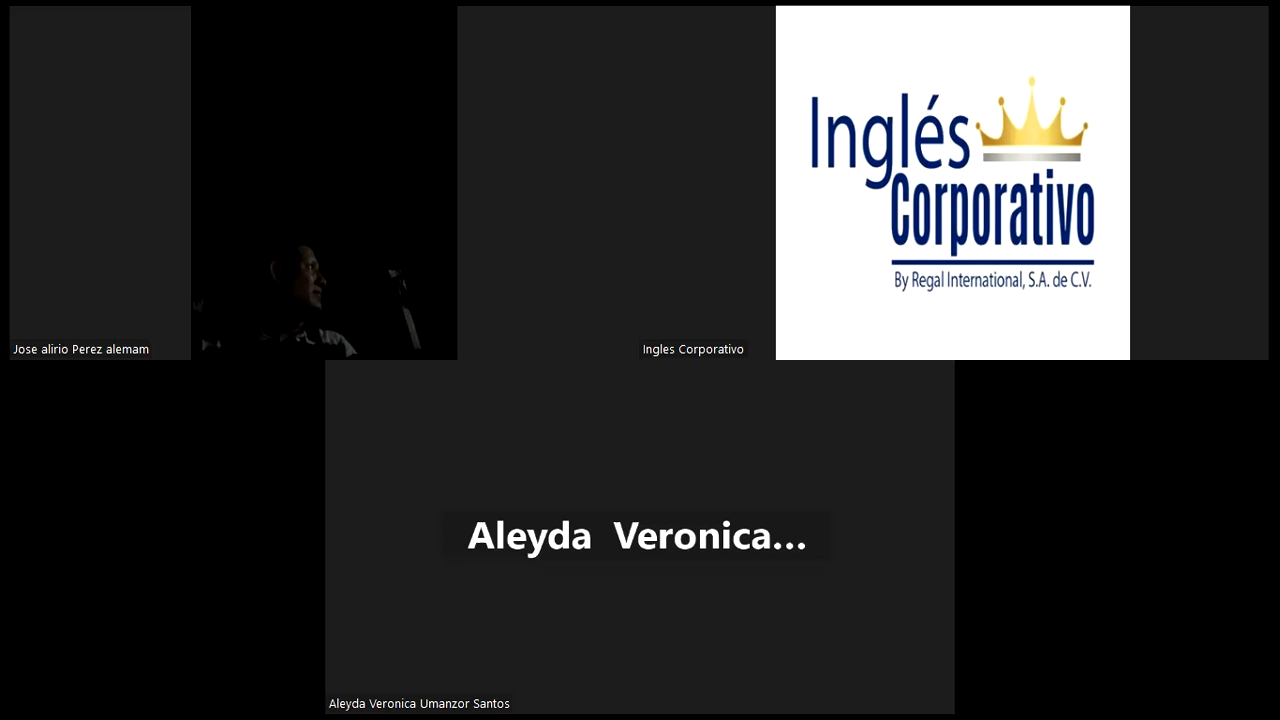 Inglés
Corporativo
By Regal International, S.A. de C.V.
Jose alirio Perez alemam
Ingles Corporativo
Aleyda Veronica...
Aleyda Veronica Umanzor Santos